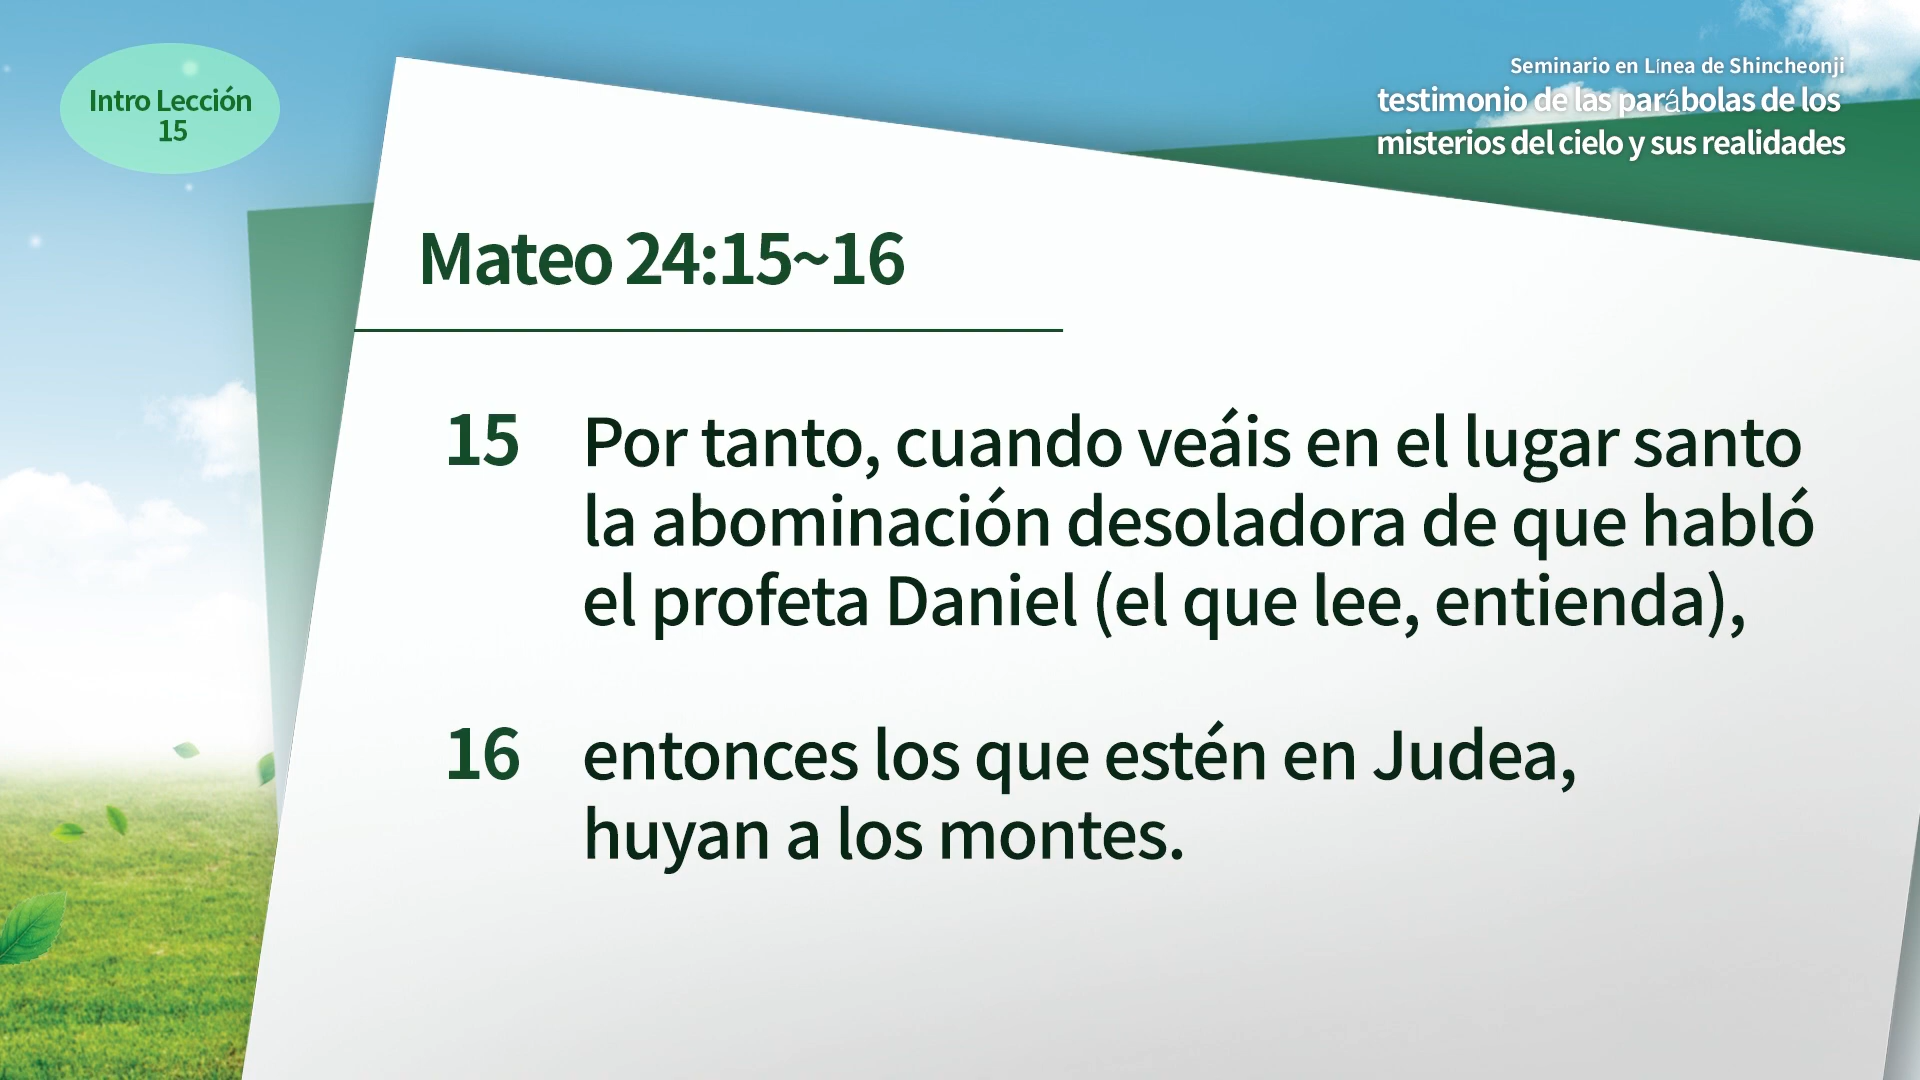 Intro Lección
15
Seminario en Línea de Shincheonji
testimonio de las parábolas de los
misterios del cielo y sus realidades
Mateo 24:15~16
15 Por tanto, cuando veáis en el lugar santo
la abominación desoladora de que habló
el profeta Daniel (el que lee, entienda),
16 entonces los que estén en Judea,
huyan a los montes.